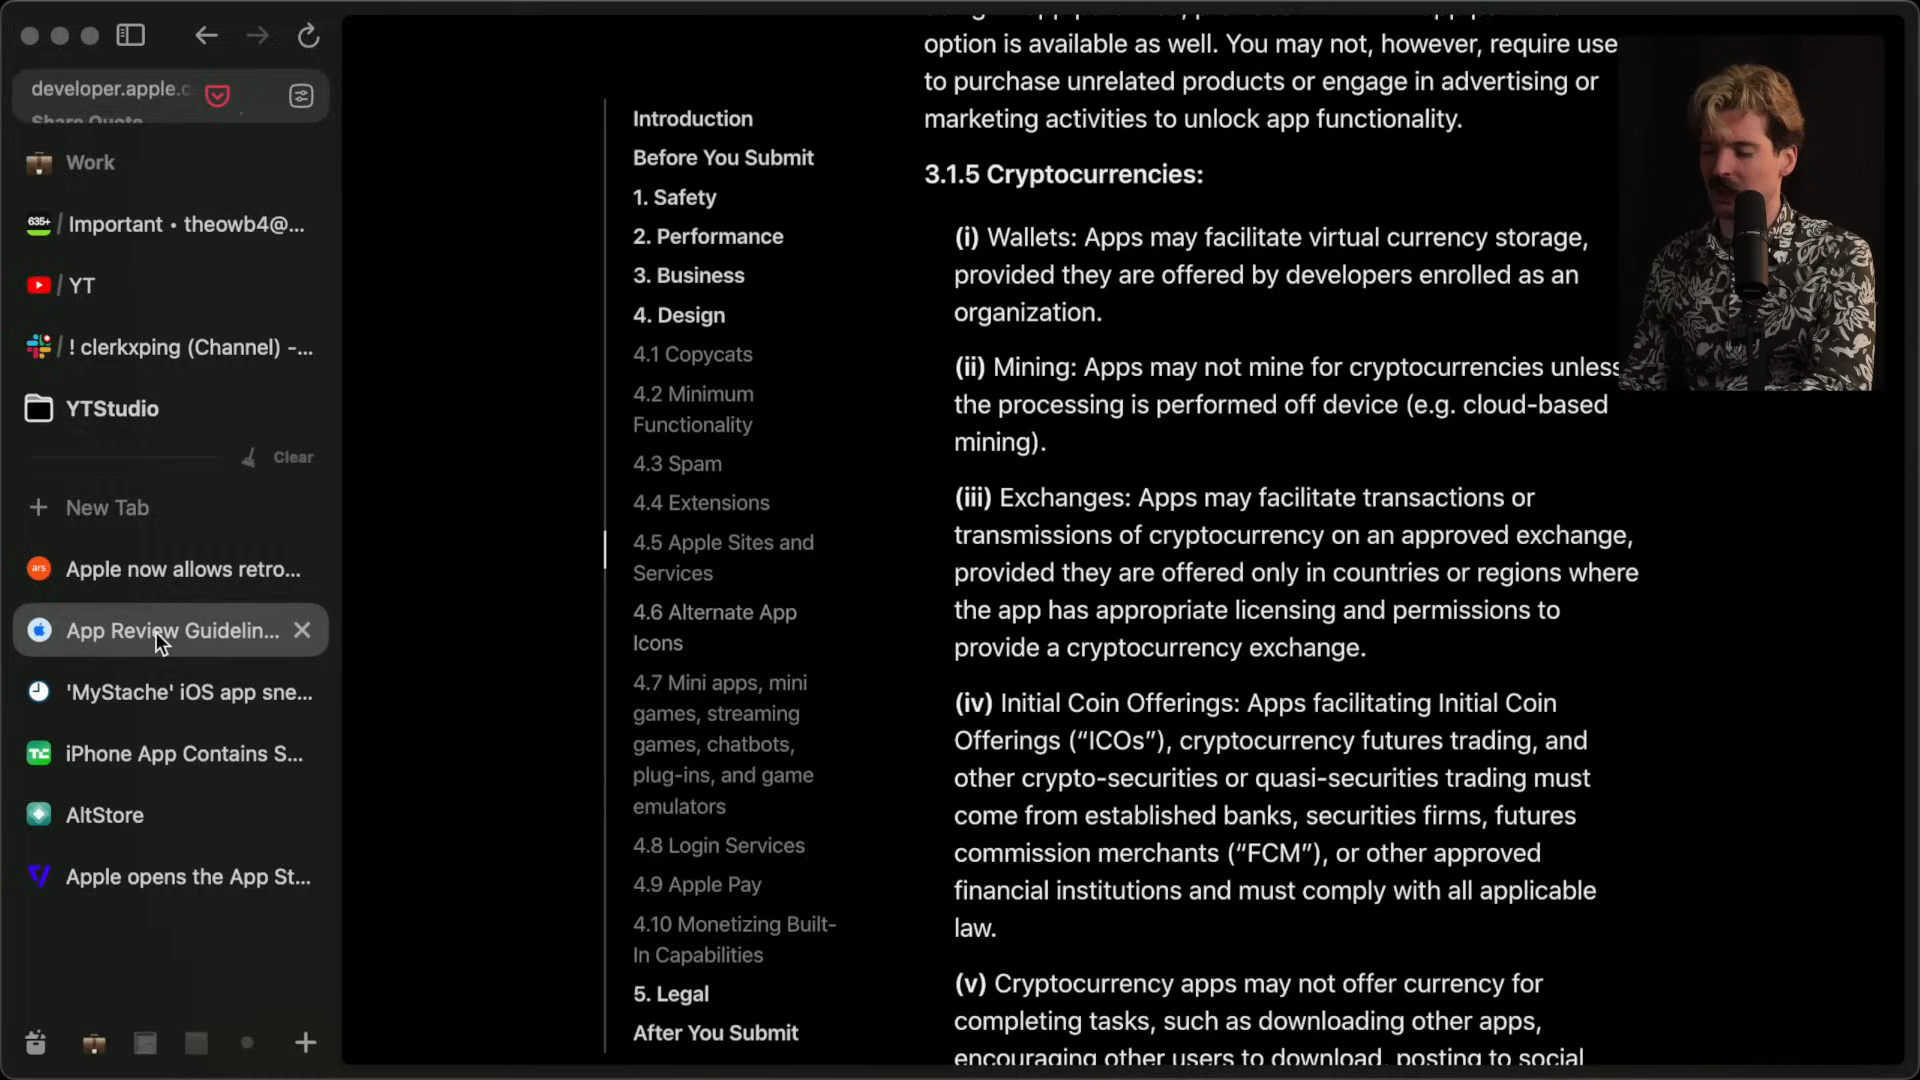 developer.apple.c
Share Quote
Work
635+ / Important • theowb4@...
/ YT
/ ! clerkxping (Channel) -...
YTStudio
Clear
New Tab
ars Apple now allows retro...
App Review Guidelin...
'MyStache' iOS app sne...
TC iPhone App Contains S...
AltStore
Apple opens the App St...
Introduction
Before You Submit
1. Safety
2. Performance
3. Business
4. Design
4.1 Copycats
4.2 Minimum
Functionality
4.3 Spam
4.4 Extensions
4.5 Apple Sites and
Services
4.6 Alternate App
Icons
4.7 Mini apps, mini
games, streaming
games, chatbots,
plug-ins, and game
emulators
4.8 Login Services
4.9 Apple Pay
4.10 Monetizing Built-
In Capabilities
5. Legal
After You Submit
option is available as well. You may not, however, require use
to purchase unrelated products or engage in advertising or
marketing activities to unlock app functionality.
3.1.5 Cryptocurrencies:
(i) Wallets: Apps may facilitate virtual currency storage,
provided they are offered by developers enrolled as an
organization.
(ii) Mining: Apps may not mine for cryptocurrencies unless
the processing is performed off device (e.g. cloud-based
mining).
(iii) Exchanges: Apps may facilitate transactions or
transmissions of cryptocurrency on an approved exchange,
provided they are offered only in countries or regions where
the app has appropriate licensing and permissions to
provide a cryptocurrency exchange.
(iv) Initial Coin Offerings: Apps facilitating Initial Coin
Offerings (“ICOs”), cryptocurrency futures trading, and
other crypto-securities or quasi-securities trading must
come from established banks, securities firms, futures
commission merchants (“FCM”), or other approved
financial institutions and must comply with all applicable
law.
(v) Cryptocurrency apps may not offer currency for
completing tasks, such as downloading other apps,
encouraging other users to download, posting to social